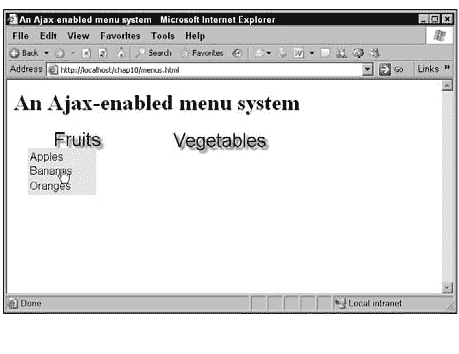 An Ajax enabled menu system - Microsoft Internet Explorer
File Edit View Favorites Tools Help
Back Search Favorites
Address http://localhost/chap10/menus.html Go Links »
An Ajax-enabled menu system
Fruits Vegetables
Apples
Bananas
Oranges
Done Local intranet